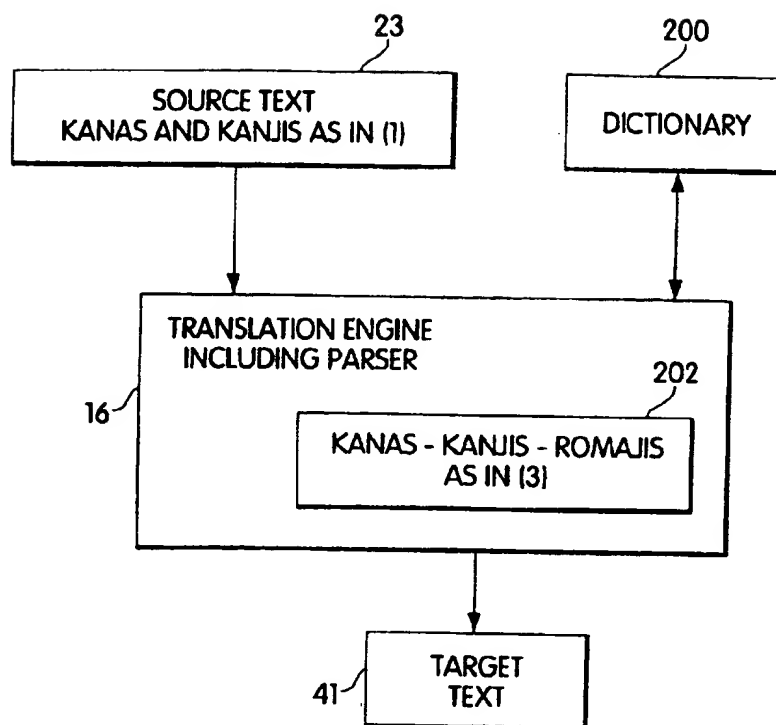 23
SOURCE TEXT
KANAS AND KANJIS AS IN (1)
200
DICTIONARY
TRANSLATION ENGINE
INCLUDING PARSER
16
202
KANAS - KANJIS - ROMAJIS
AS IN (3)
41
TARGET
TEXT